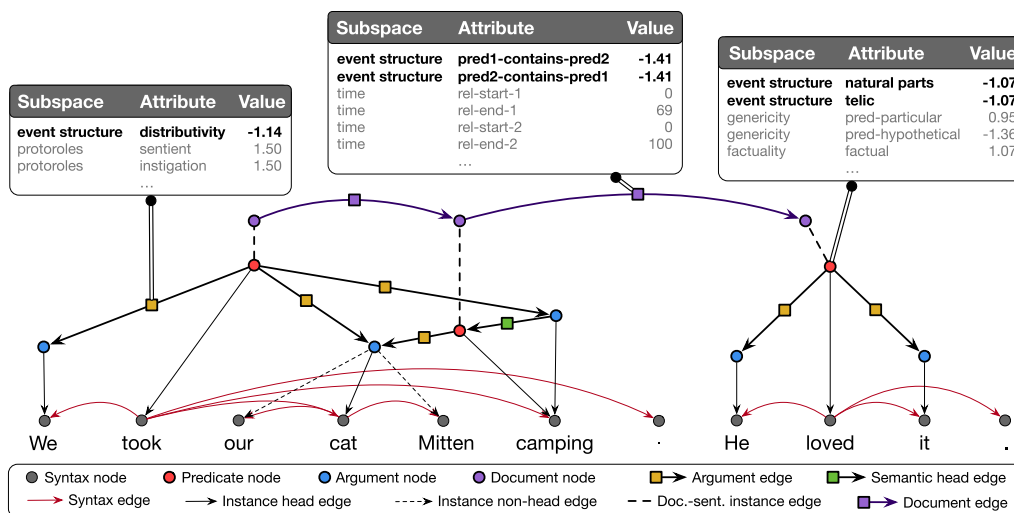 Subspace Attribute Value
event structure pred1-contains-pred2 -1.41
event structure pred2-contains-pred1 -1.41
time rel-start-1 0
time rel-end-1 69
time rel-start-2 0
time rel-end-2 100
...
Subspace Attribute Value
event structure natural parts -1.07
event structure telic -1.07
genericity pred-particular 0.95
genericity pred-hypothetical -1.36
factuality factual 1.07
...
Subspace Attribute Value
event structure distributivity -1.14
protoroles sentient 1.50
protoroles instigation 1.50
...
We took our cat Mitten camping . He loved it .
Syntax node Predicate node Argument node Document node Argument edge Semantic head edge
Syntax edge Instance head edge Instance non-head edge Doc.-sent. instance edge Document edge